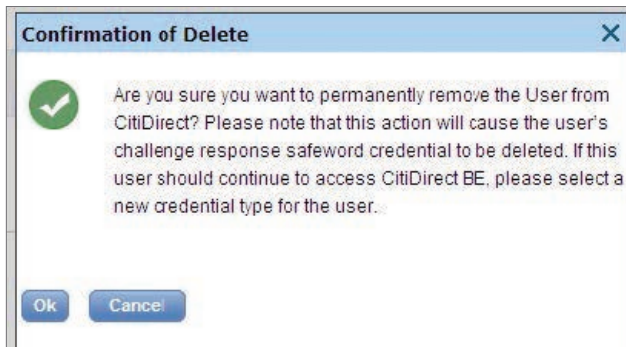 Confirmation of Delete
Are you sure you want to permanently remove the User from
CitiDirect? Please note that this action will cause the user's
challenge response safeword credential to be deleted. If this
user should continue to access CitiDirect BE, please select a
new credential type for the user.
Ok
Cancel